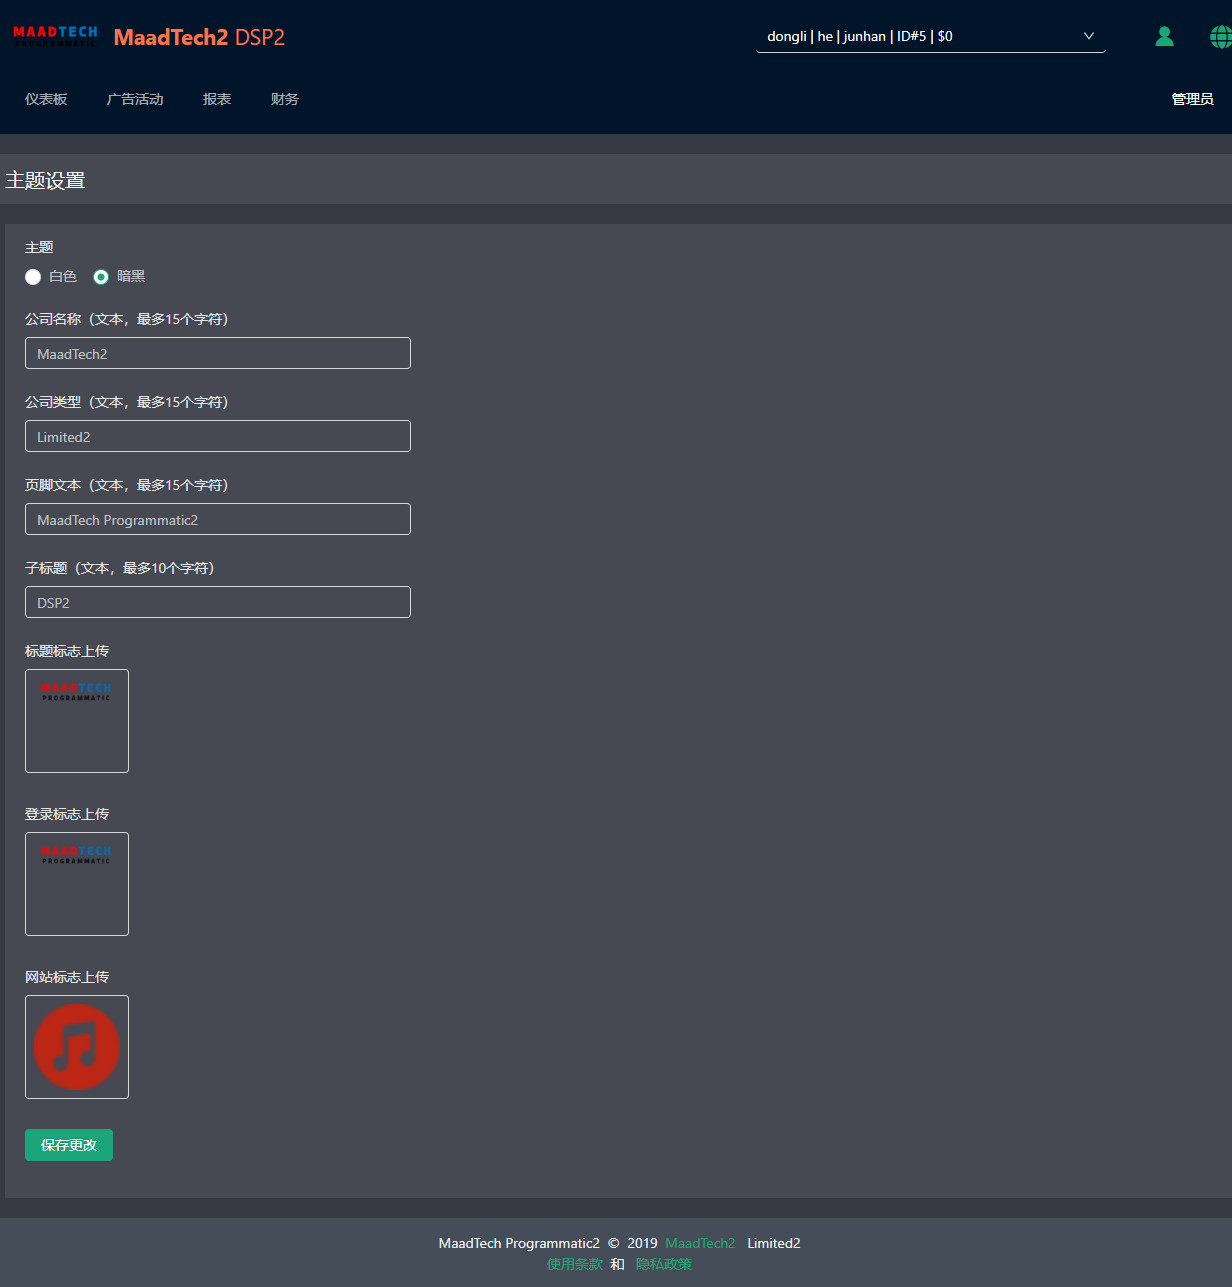 MAADTECH
PROGRAMMATIC
MaadTech2 DSP2
dongli | he | junhan | ID#5 | $0
仪表板 广告活动 报表 财务 管理员
主题设置
主题
白色 暗黑
公司名称（文本，最多15个字符）
MaadTech2
公司类型（文本，最多15个字符）
Limited2
页脚文本（文本，最多15个字符）
MaadTech Programmatic2
子标题（文本，最多10个字符）
DSP2
标题标志上传
MAADTECH
PROGRAMMATIC
登录标志上传
MAADTECH
PROGRAMMATIC
网站标志上传
保存更改
MaadTech Programmatic2 © 2019 MaadTech2 Limited2
使用条款 和 隐私政策